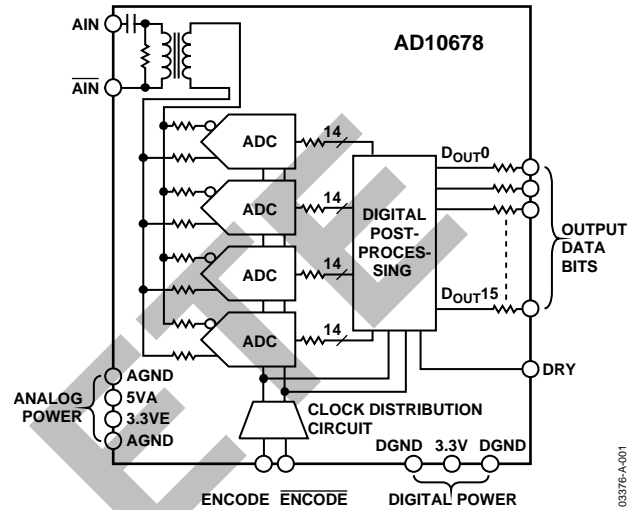 AIN
AD10678
AIN
ADC
14
DOUT0
ADC
14
DIGITAL
POST-
PROCES-
SING
OUTPUT
DATA
BITS
ADC
14
DOUT15
ADC
14
DRY
ANALOG
POWER
AGND
5VA
3.3VE
AGND
CLOCK DISTRIBUTION
CIRCUIT
DGND 3.3V DGND
ENCODE ENCODE
DIGITAL POWER
03376-A-001
ETE